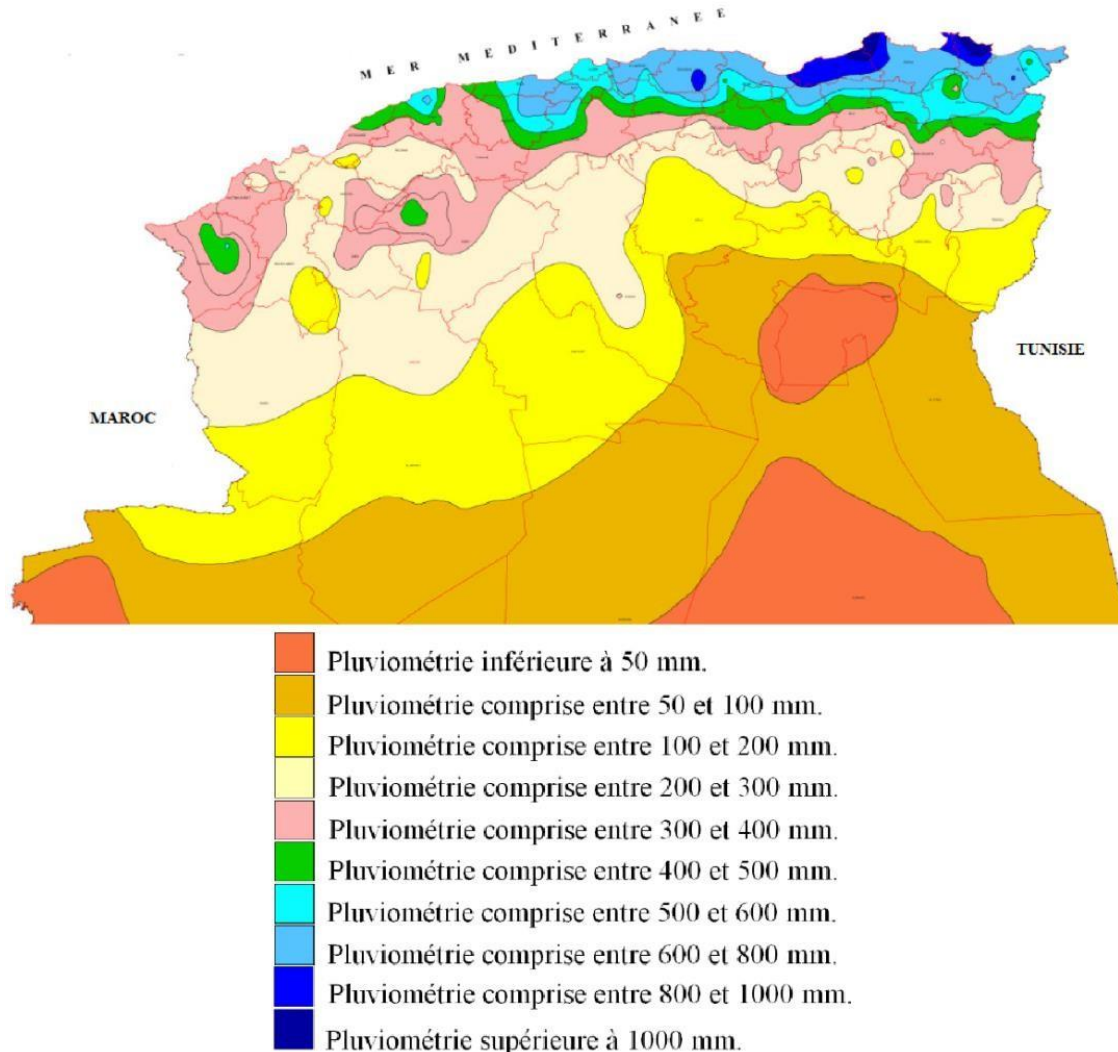 MER MEDITERRANEE
MAROC
TUNISIE
Pluviométrie inférieure à 50 mm.
Pluviométrie comprise entre 50 et 100 mm.
Pluviométrie comprise entre 100 et 200 mm.
Pluviométrie comprise entre 200 et 300 mm.
Pluviométrie comprise entre 300 et 400 mm.
Pluviométrie comprise entre 400 et 500 mm.
Pluviométrie comprise entre 500 et 600 mm.
Pluviométrie comprise entre 600 et 800 mm.
Pluviométrie comprise entre 800 et 1000 mm.
Pluviométrie supérieure à 1000 mm.